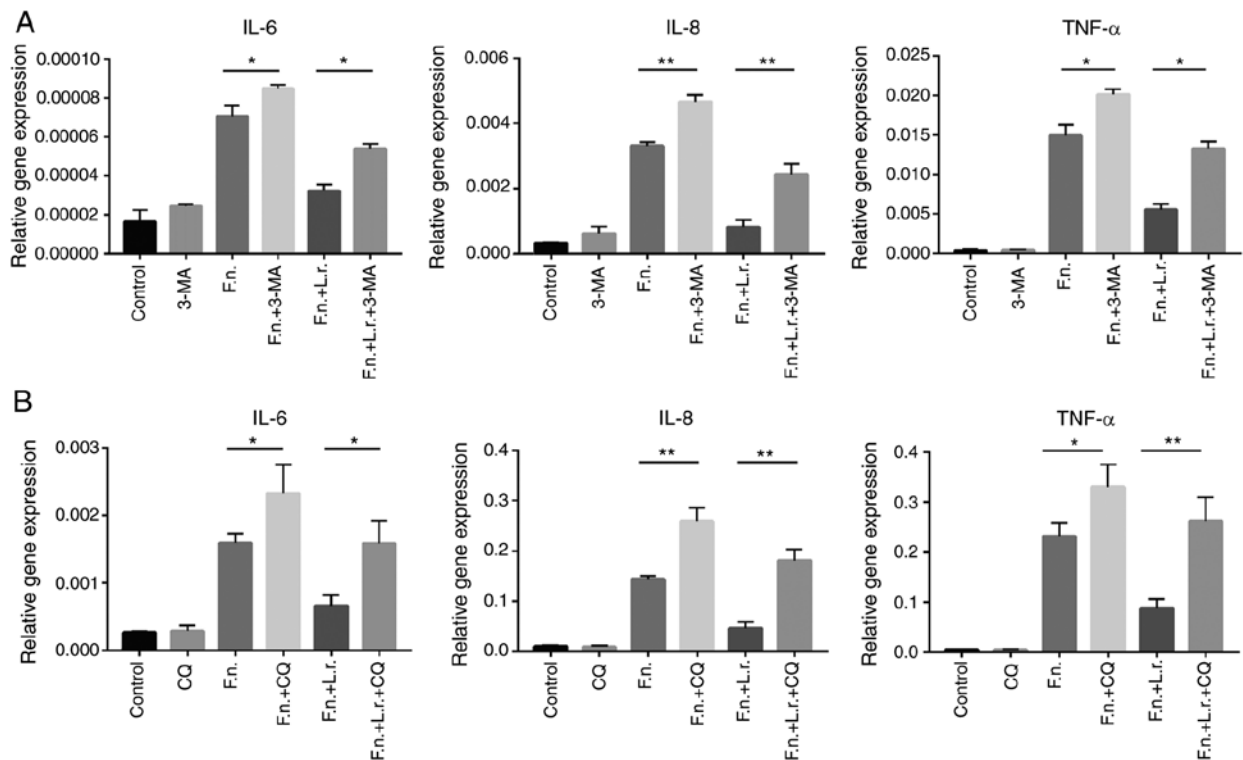 A
IL-6
Relative gene expression
0.00010
0.00008
0.00006
0.00004
0.00002
0.00000
*
*
Control
3-MA
F.n.
F.n.+3-MA
F.n.+L.r.
F.n.+L.r.+3-MA
IL-8
Relative gene expression
0.006
0.004
0.002
0.000
**
**
Control
3-MA
F.n.
F.n.+3-MA
F.n.+L.r.
F.n.+L.r.+3-MA
TNF-α
Relative gene expression
0.025
0.020
0.015
0.010
0.005
0.000
*
*
Control
3-MA
F.n.
F.n.+3-MA
F.n.+L.r.
F.n.+L.r.+3-MA
B
IL-6
Relative gene expression
0.003
0.002
0.001
0.000
*
*
Control
CQ
F.n.
F.n.+CQ
F.n.+L.r.
F.n.+L.r.+CQ
IL-8
Relative gene expression
0.4
0.3
0.2
0.1
0.0
**
**
Control
CQ
F.n.
F.n.+CQ
F.n.+L.r.
F.n.+L.r.+CQ
TNF-α
Relative gene expression
0.4
0.3
0.2
0.1
0.0
*
**
Control
CQ
F.n.
F.n.+CQ
F.n.+L.r.
F.n.+L.r.+CQ